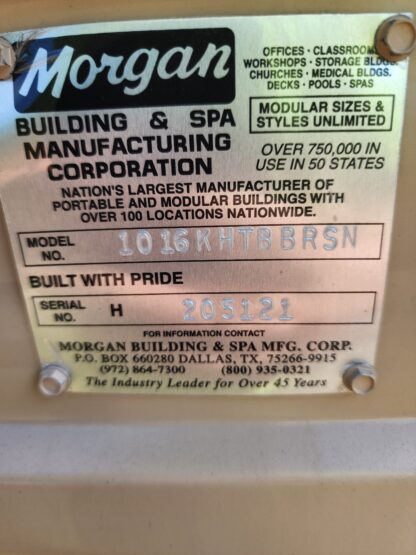 Morgan
OFFICES · CLASSROOMS
WORKSHOPS · STORAGE BLDGS.
CHURCHES · MEDICAL BLDGS.
DECKS · POOLS · SPAS
MODULAR SIZES &
STYLES UNLIMITED
BUILDING & SPA
MANUFACTURING
CORPORATION
OVER 750,000 IN
USE IN 50 STATES
NATION'S LARGEST MANUFACTURER OF
PORTABLE AND MODULAR BUILDINGS WITH
OVER 100 LOCATIONS NATIONWIDE.
MODEL NO. 1016KHTBBRSN
BUILT WITH PRIDE
SERIAL NO. H 205121
FOR INFORMATION CONTACT
MORGAN BUILDING & SPA MFG. CORP.
P.O. BOX 660280 DALLAS, TX, 75266-9915
(972) 864-7300 (800) 935-0321
The Industry Leader for Over 45 Years